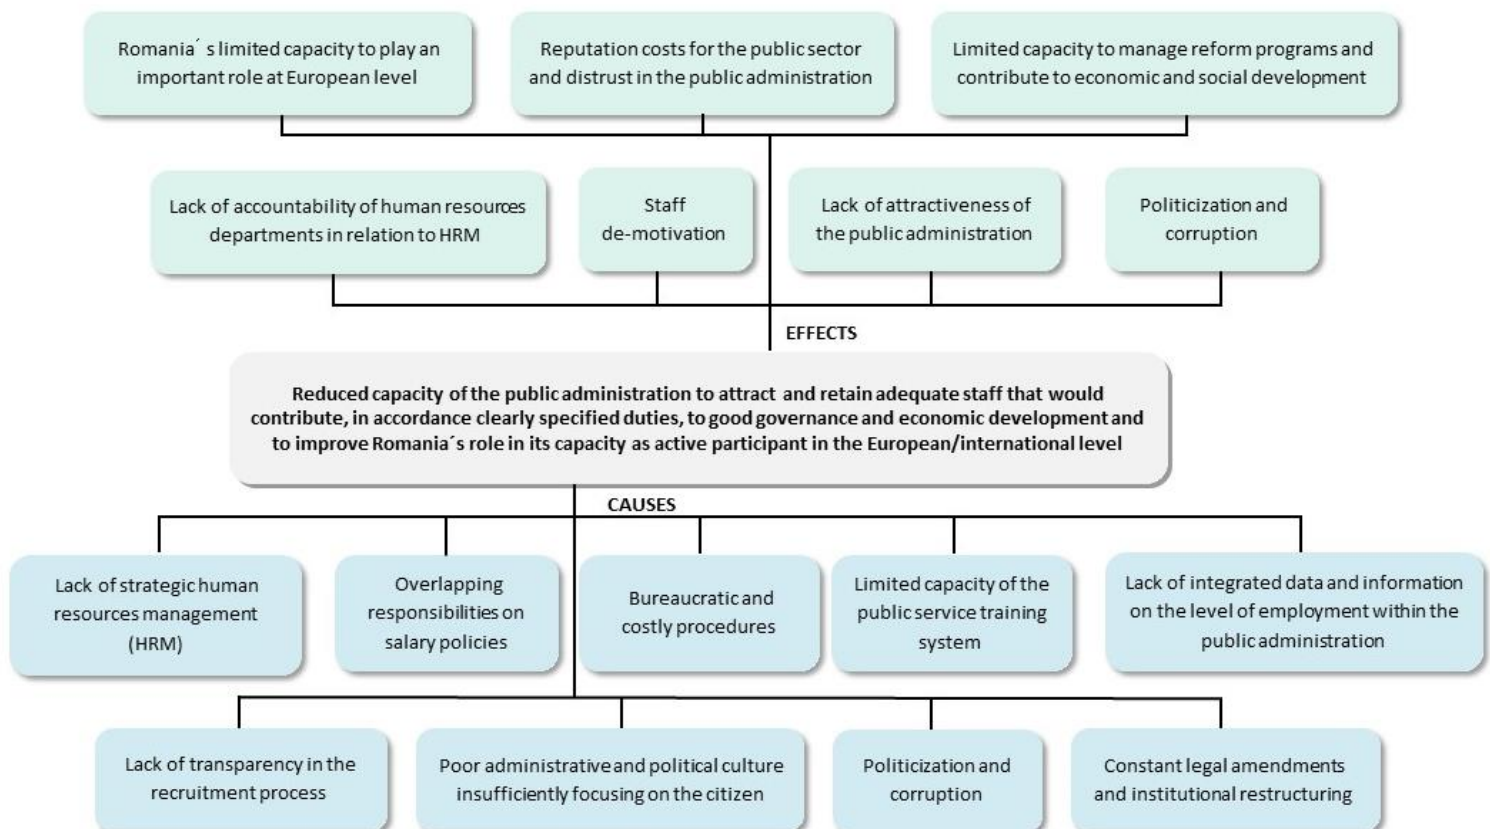 Romania´s limited capacity to play an
important role at European level
Reputation costs for the public sector
and distrust in the public administration
Limited capacity to manage reform programs and
contribute to economic and social development
Lack of accountability of human resources
departments in relation to HRM
Staff
de-motivation
Lack of attractiveness of
the public administration
Politicization and
corruption
EFFECTS
Reduced capacity of the public administration to attract and retain adequate staff that would
contribute, in accordance clearly specified duties, to good governance and economic development and
to improve Romania´s role in its capacity as active participant in the European/international level
CAUSES
Lack of strategic human
resources management
(HRM)
Overlapping
responsibilities on
salary policies
Bureaucratic and
costly procedures
Limited capacity of the
public service training
system
Lack of integrated data and information
on the level of employment within the
public administration
Lack of transparency in the
recruitment process
Poor administrative and political culture
insufficiently focusing on the citizen
Politicization and
corruption
Constant legal amendments
and institutional restructuring